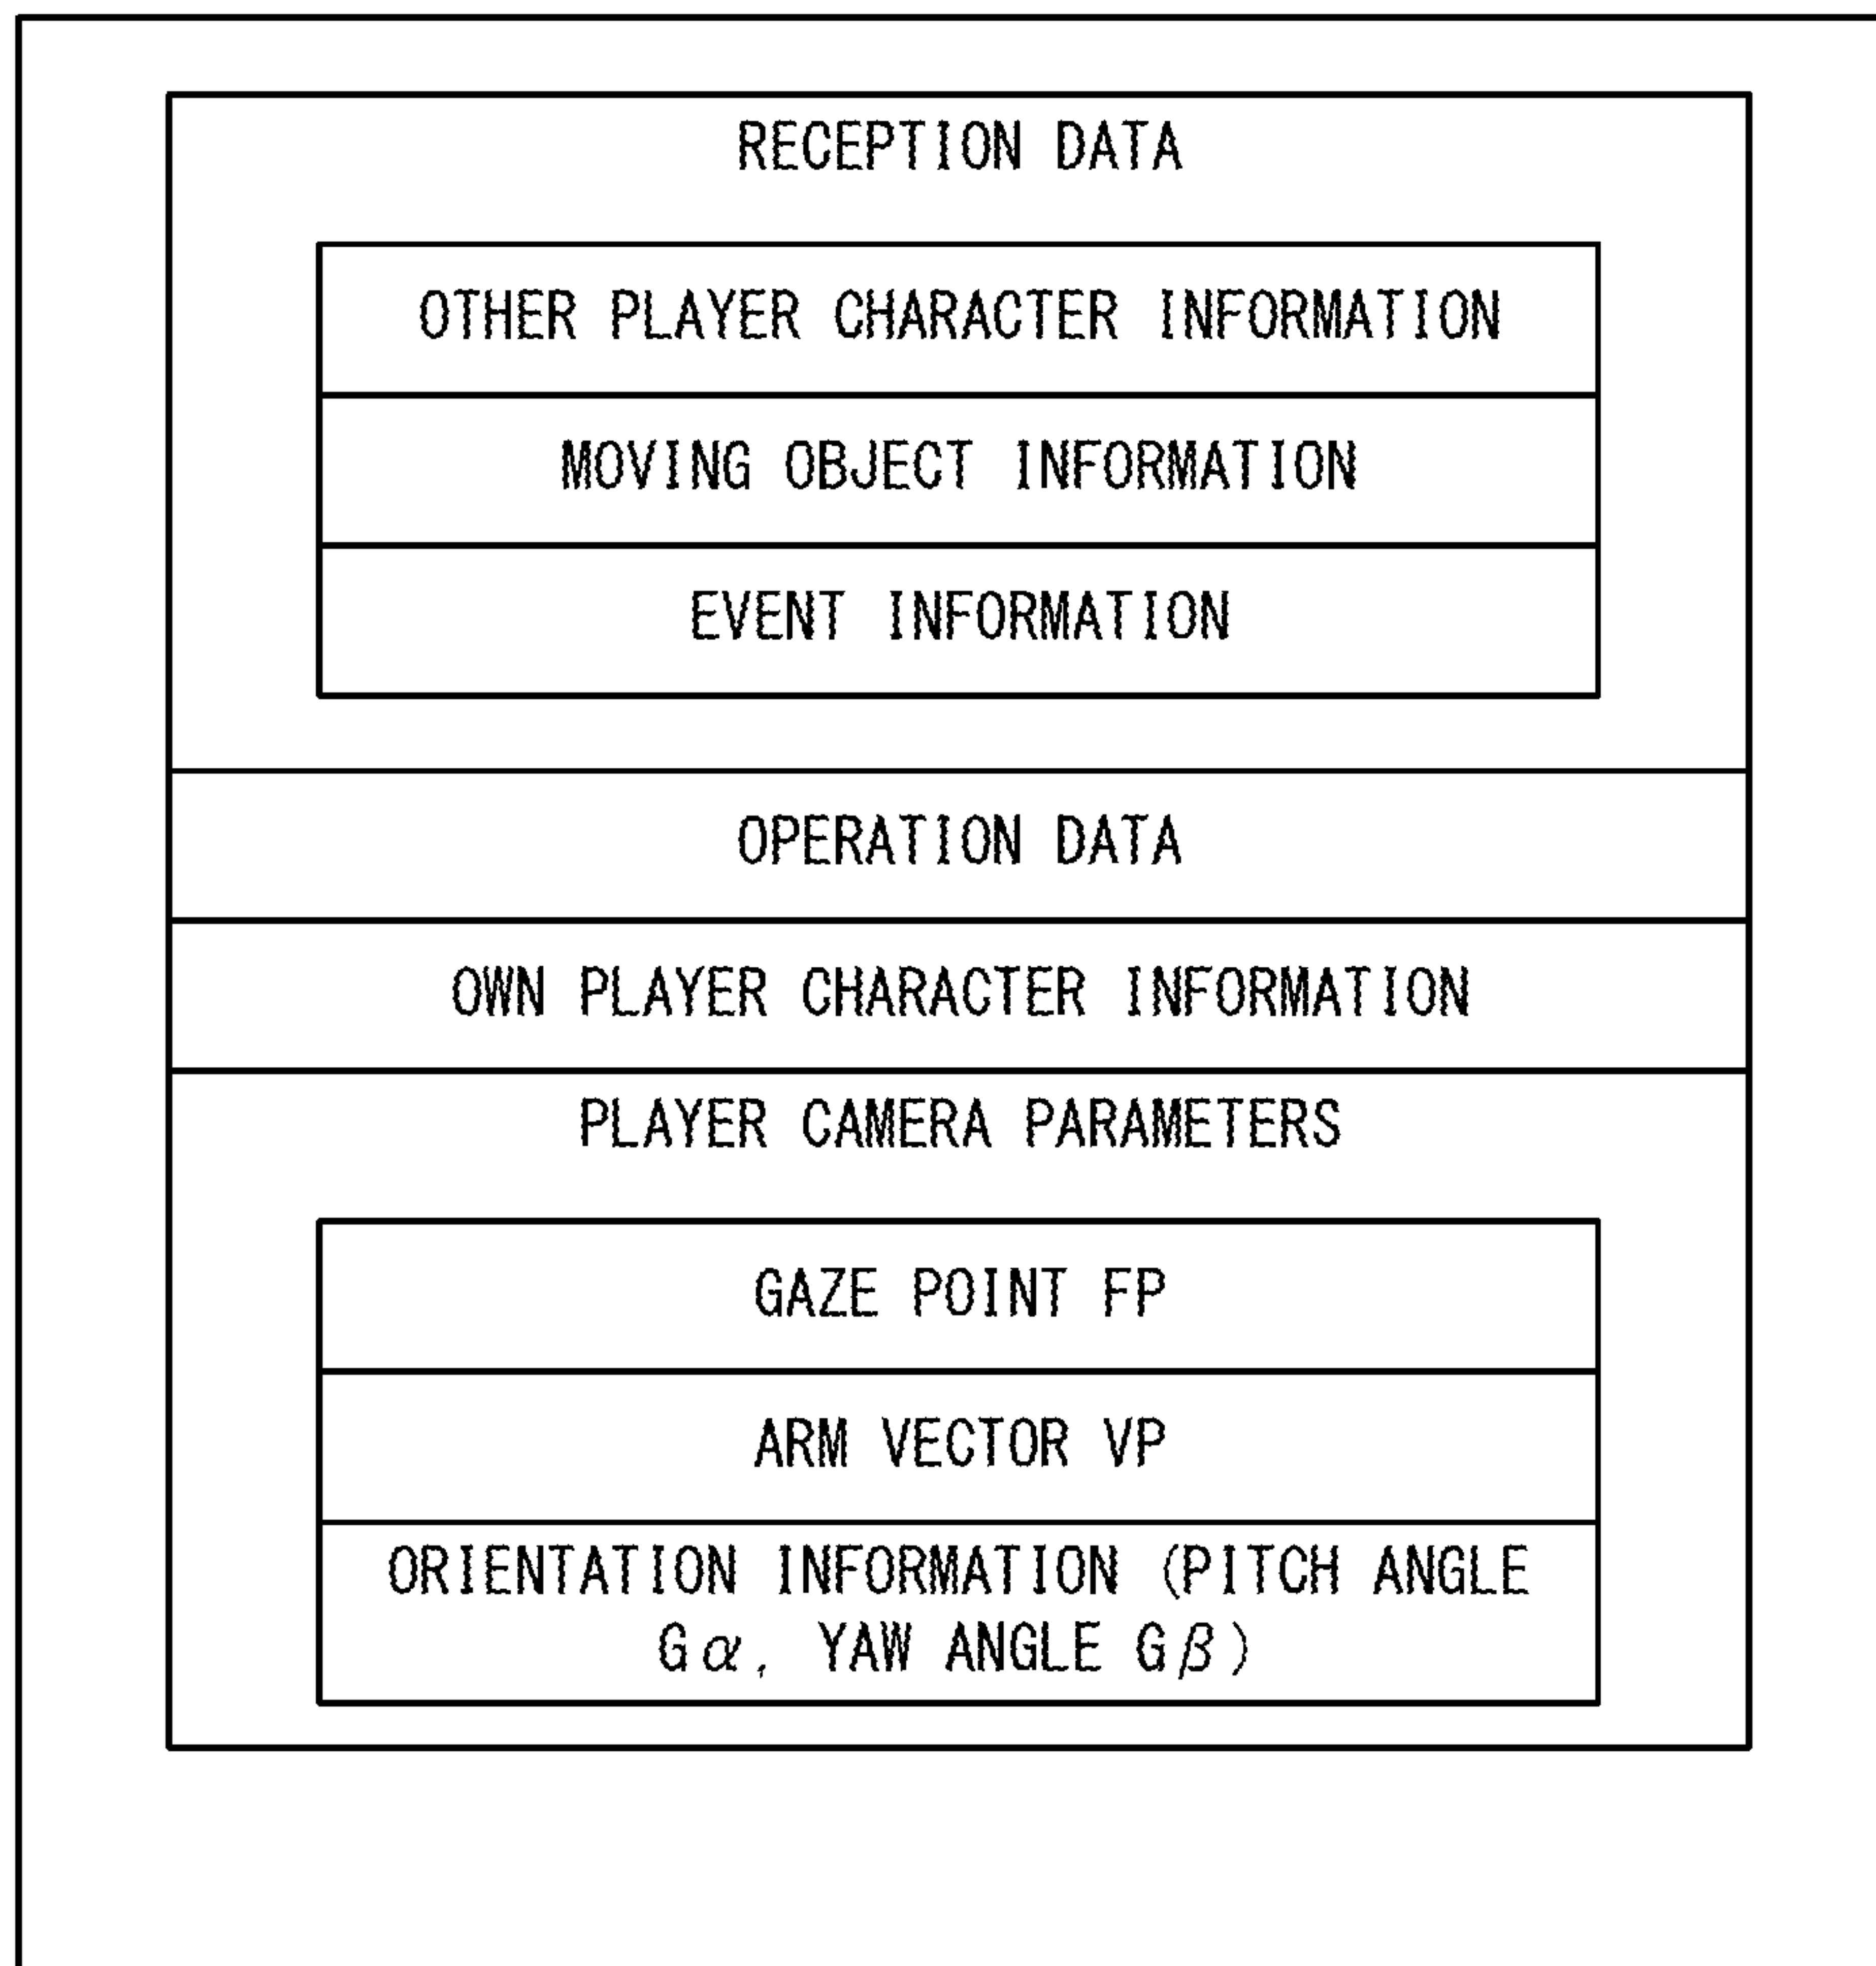 RECEPTION DATA
OTHER PLAYER CHARACTER INFORMATION
MOVING OBJECT INFORMATION
EVENT INFORMATION
OPERATION DATA
OWN PLAYER CHARACTER INFORMATION
PLAYER CAMERA PARAMETERS
GAZE POINT FP
ARM VECTOR VP
ORIENTATION INFORMATION (PITCH ANGLE
Gα, YAW ANGLE Gβ)